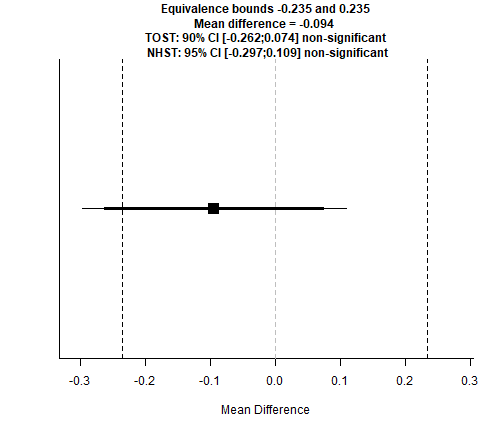 Equivalence bounds -0.235 and 0.235
Mean difference = -0.094
TOST: 90% CI [-0.262;0.074] non-significant
NHST: 95% CI [-0.297;0.109] non-significant
-0.3 -0.2 -0.1 0.0 0.1 0.2 0.3
Mean Difference